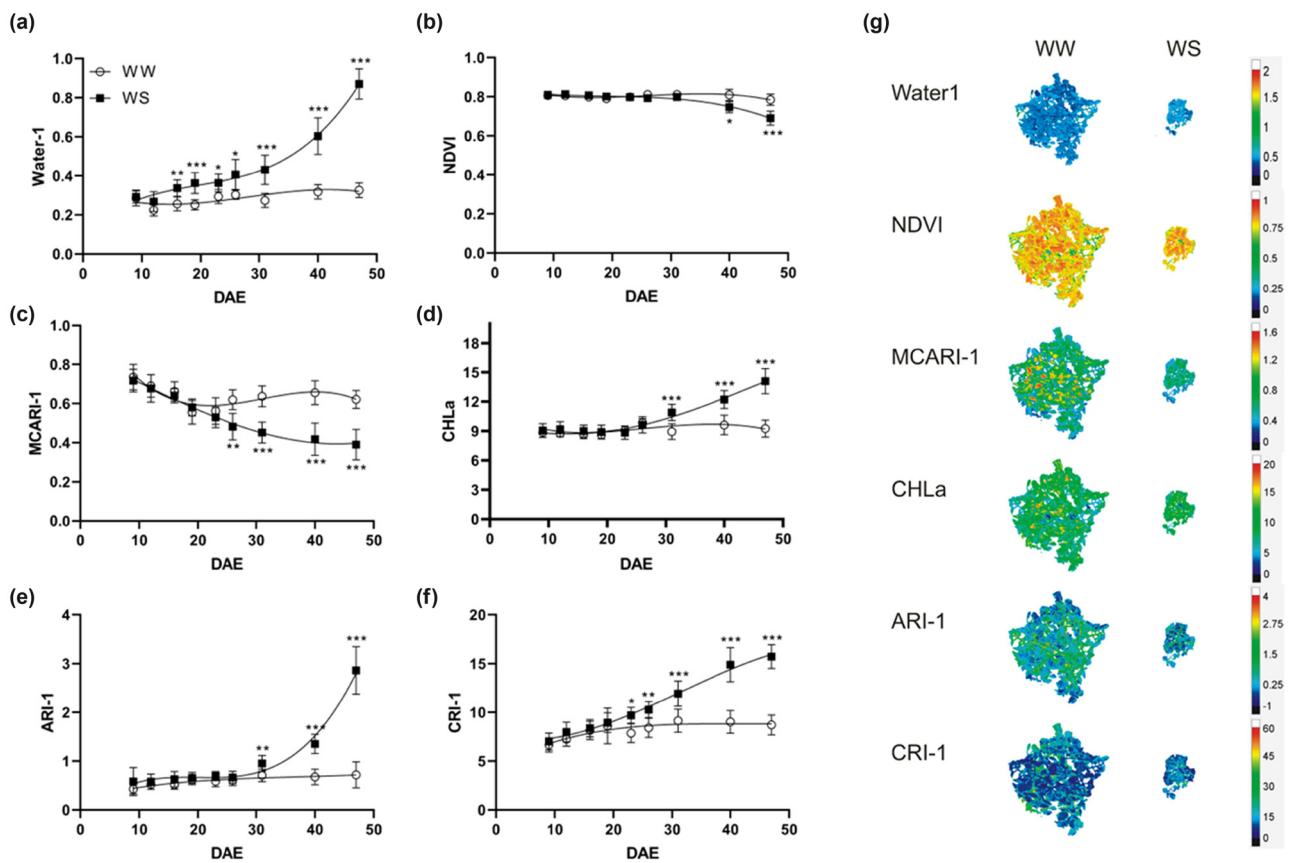 (a)
Water-1
1.0
0.8
0.6
0.4
0.2
0.0
WW
WS
**
***
*
*
***
***
***
0 10 20 30 40 50
DAE
(b)
NDVI
1.0
0.8
0.6
0.4
0.2
0.0
*
***
0 10 20 30 40 50
DAE
(c)
MCARI-1
1.0
0.8
0.6
0.4
0.2
0.0
**
***
***
***
0 10 20 30 40 50
DAE
(d)
CHLa
18
15
12
9
6
3
0
***
***
***
0 10 20 30 40 50
DAE
(e)
ARI-1
4
3
2
1
0
**
***
***
0 10 20 30 40 50
DAE
(f)
CRI-1
20
15
10
5
0
*
**
***
***
***
0 10 20 30 40 50
DAE
(g)
WW WS
Water1
2
1.5
1
0.5
0
NDVI
1
0.75
0.5
0.25
0
MCARI-1
1.6
1.2
0.8
0.4
0
CHLa
20
15
10
5
0
ARI-1
4
2.75
1.5
0.25
-1
CRI-1
60
45
30
15
0